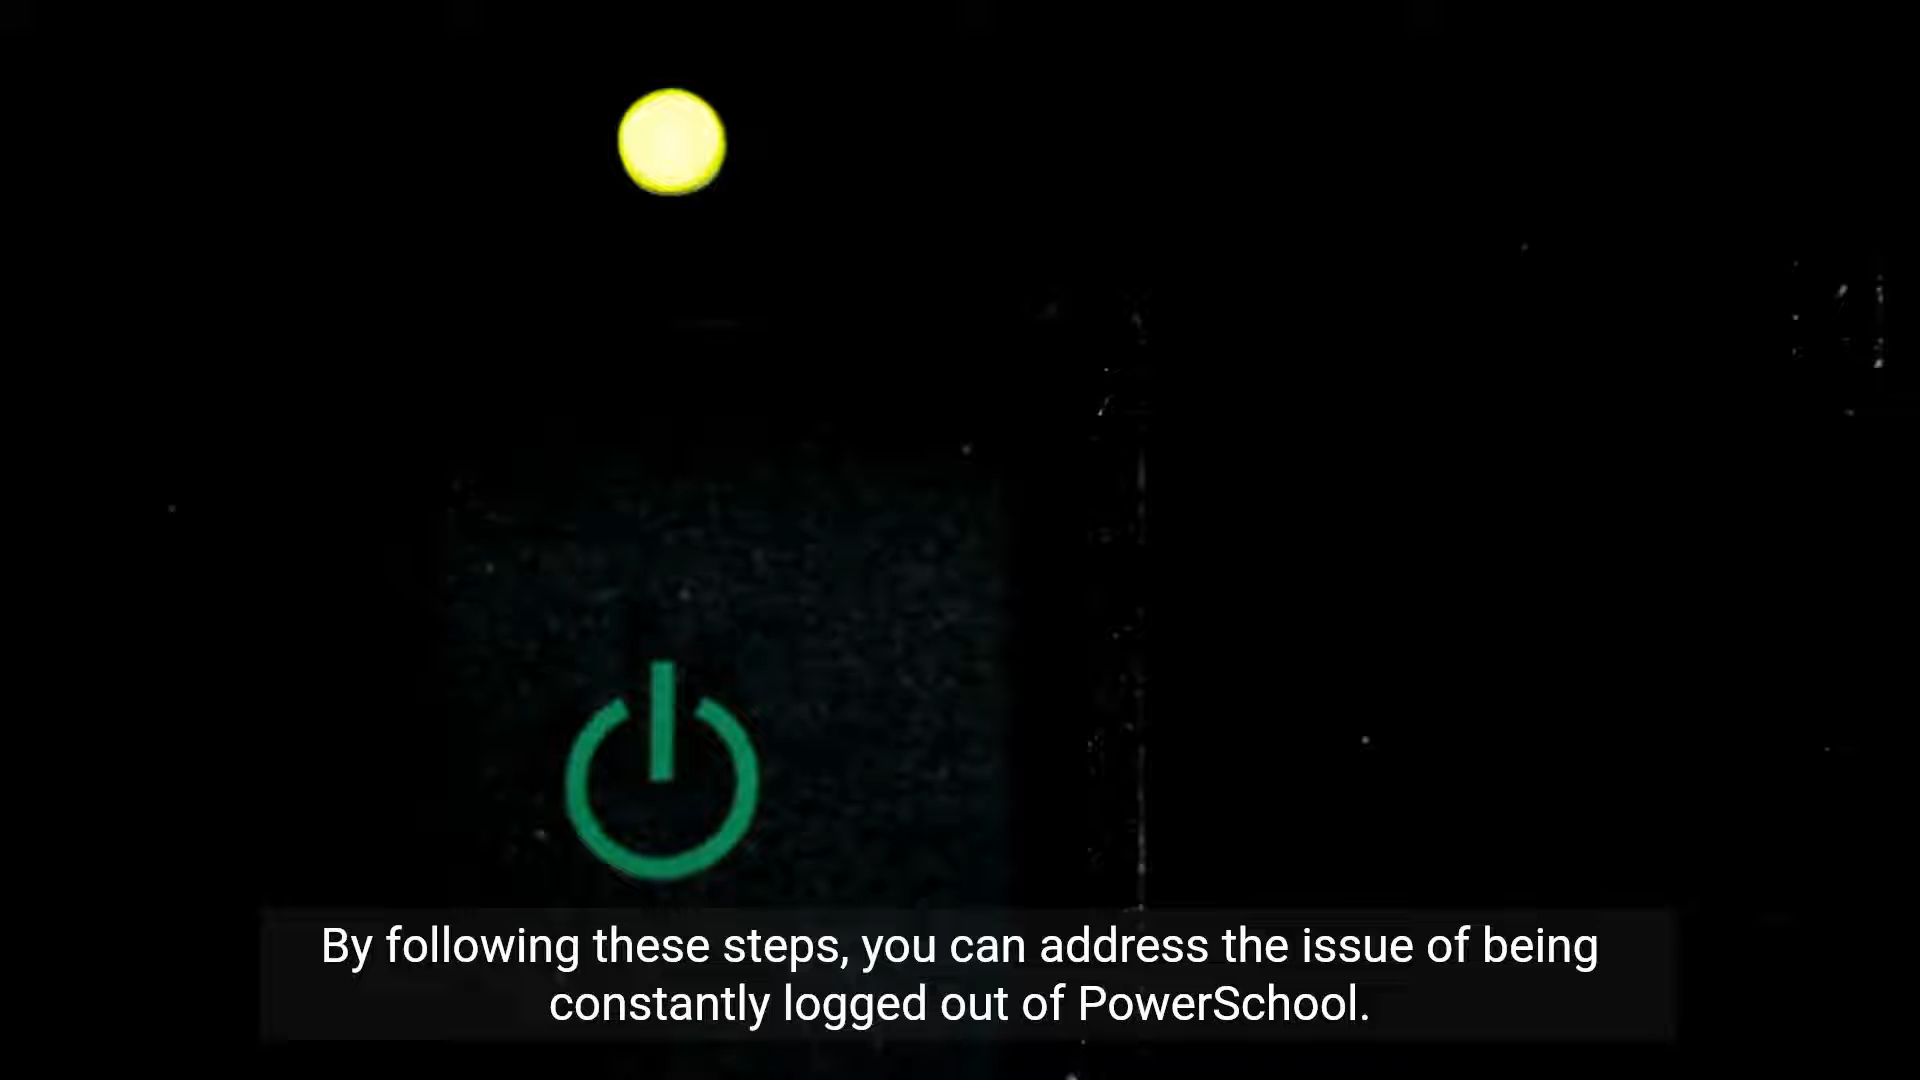 By following these steps, you can address the issue of being
constantly logged out of PowerSchool.